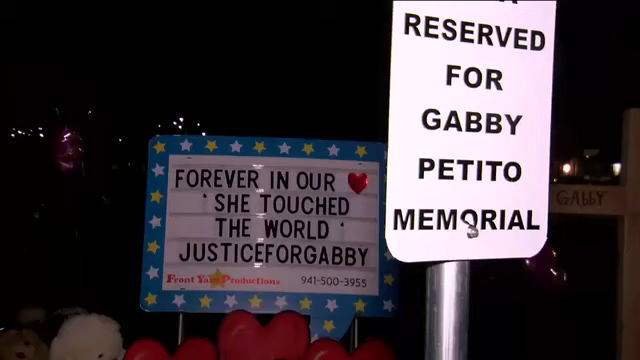 RESERVED
FOR
GABBY
PETITO
MEMORIAL
FOREVER IN OUR
' SHE TOUCHED
THE WORLD '
JUSTICEFORGABBY
Front Yard Productions 941-500-3955
GABBY